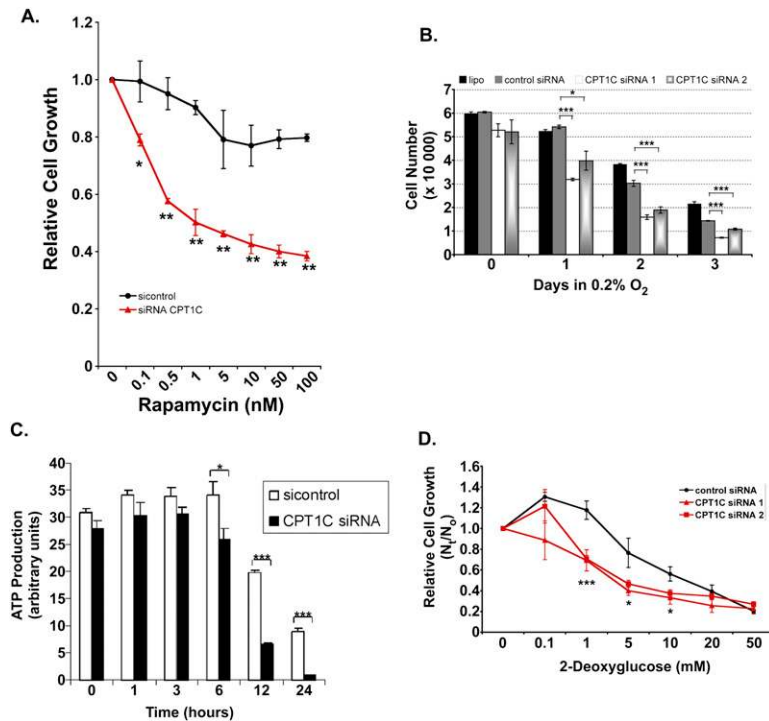 A.
Relative Cell Growth
1.2
1.0
0.8
0.6
0.4
0.2
0
*
**
**
**
**
**
**
sicontrol
siRNA CPT1C
0 0.1 0.5 1 5 10 50 100
Rapamycin (nM)
B.
lipo control siRNA CPT1C siRNA 1 CPT1C siRNA 2
Cell Number
(x 10 000)
7
6
5
4
3
2
1
0
*
***
***
***
***
***
0 1 2 3
Days in 0.2% O₂
C.
ATP Production
(arbitrary units)
40
35
30
25
20
15
10
5
0
*
***
***
sicontrol
CPT1C siRNA
0 1 3 6 12 24
Time (hours)
D.
Relative Cell Growth
(Nt/No)
1.6
1.4
1.2
1.0
0.8
0.6
0.4
0.2
0
control siRNA
CPT1C siRNA 1
CPT1C siRNA 2
***
*
*
0 0.1 1 5 10 20 50
2-Deoxyglucose (mM)